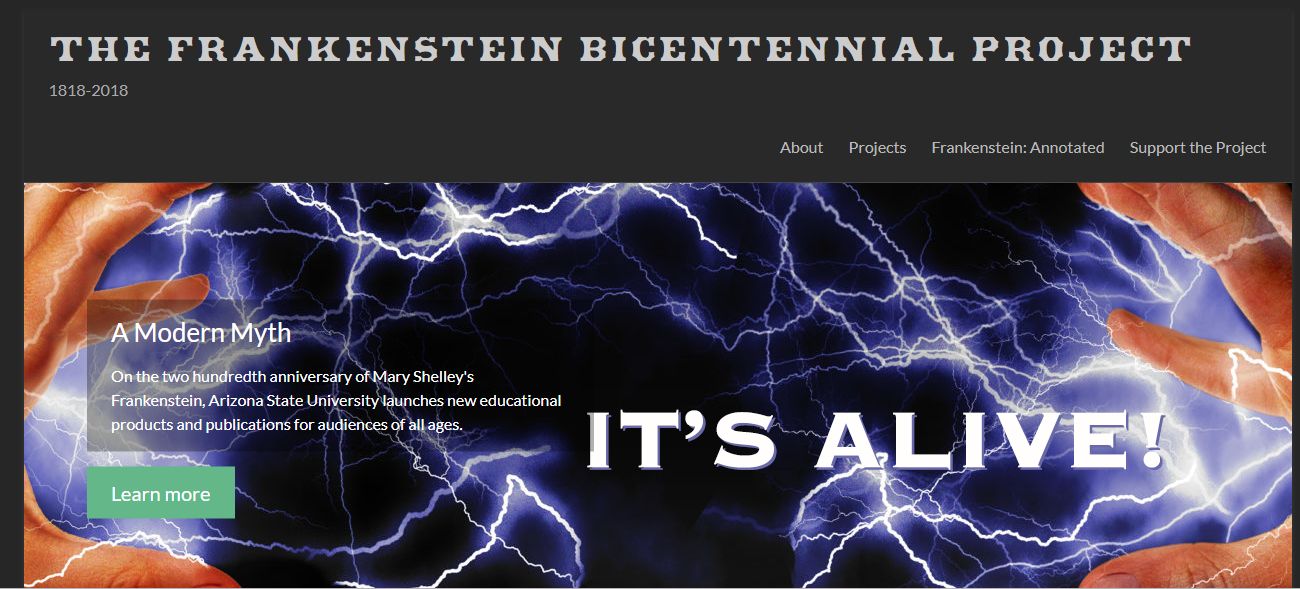 THE FRANKENSTEIN BICENTENNIAL PROJECT
1818-2018
About Projects Frankenstein: Annotated Support the Project
A Modern Myth
On the two hundredth anniversary of Mary Shelley's
Frankenstein, Arizona State University launches new educational
products and publications for audiences of all ages.
IT'S ALIVE!
Learn more